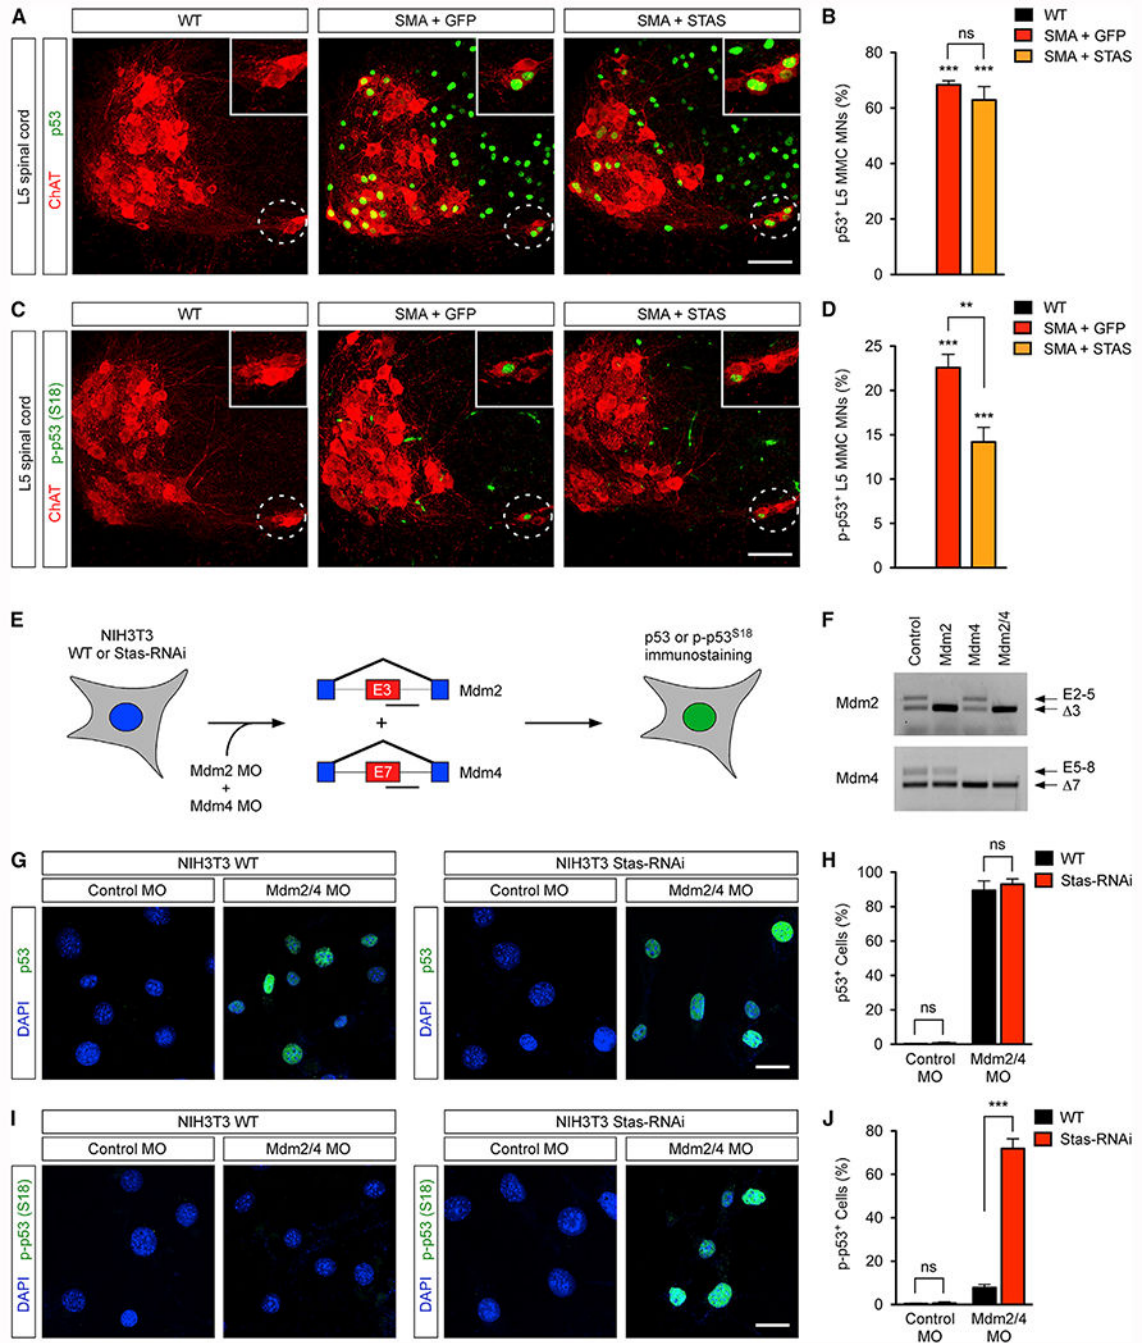 A
WT
SMA + GFP
SMA + STAS
L5 spinal cord
ChAT p53
B
WT
SMA + GFP
SMA + STAS
ns
*** ***
p53⁺ L5 MMC MNs (%)
80
60
40
20
0
C
WT
SMA + GFP
SMA + STAS
L5 spinal cord
ChAT p-p53 (S18)
D
WT
SMA + GFP
SMA + STAS
**
***
***
p-p53⁺ L5 MMC MNs (%)
25
20
15
10
5
0
E
NIH3T3
WT or Stas-RNAi
Mdm2 MO
+
Mdm4 MO
E3
Mdm2
+
E7
Mdm4
p53 or p-p53ˢ¹⁸
immunostaining
F
Control
Mdm2
Mdm4
Mdm2/4
Mdm2
E2-5
Δ3
Mdm4
E5-8
Δ7
G
NIH3T3 WT
NIH3T3 Stas-RNAi
Control MO
Mdm2/4 MO
Control MO
Mdm2/4 MO
DAPI p53
DAPI p53
H
WT
Stas-RNAi
ns
ns
p53⁺ Cells (%)
100
80
60
40
20
0
Control
MO
Mdm2/4
MO
I
NIH3T3 WT
NIH3T3 Stas-RNAi
Control MO
Mdm2/4 MO
Control MO
Mdm2/4 MO
DAPI p-p53 (S18)
DAPI p-p53 (S18)
J
WT
Stas-RNAi
***
ns
p-p53⁺ Cells (%)
80
60
40
20
0
Control
MO
Mdm2/4
MO